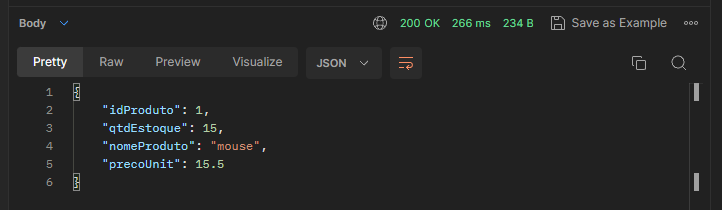 Body 200 OK 266 ms 234 B Save as Example
Pretty Raw Preview Visualize JSON
1 {
2 "idProduto": 1,
3 "qtdEstoque": 15,
4 "nomeProduto": "mouse",
5 "precoUnit": 15.5
6 }